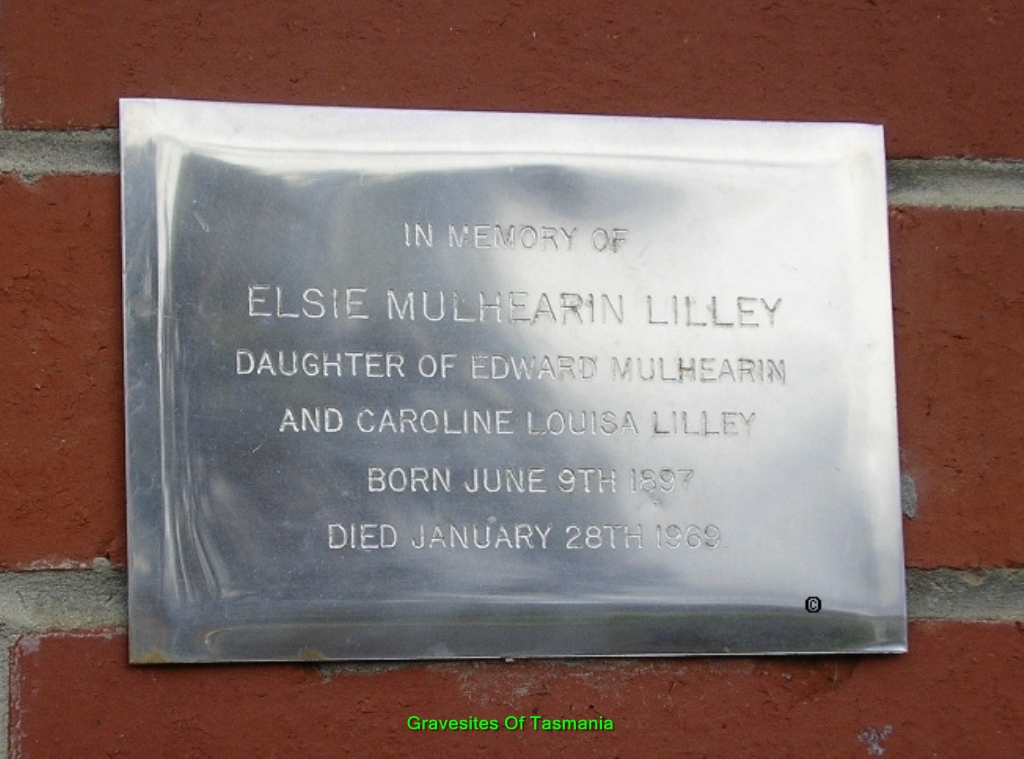 IN MEMORY OF
ELSIE MULHEARIN LILLEY
DAUGHTER OF EDWARD MULHEARIN
AND CAROLINE LOUISA LILLEY
BORN JUNE 9TH 1897
DIED JANUARY 28TH 1969
©
Gravesites Of Tasmania